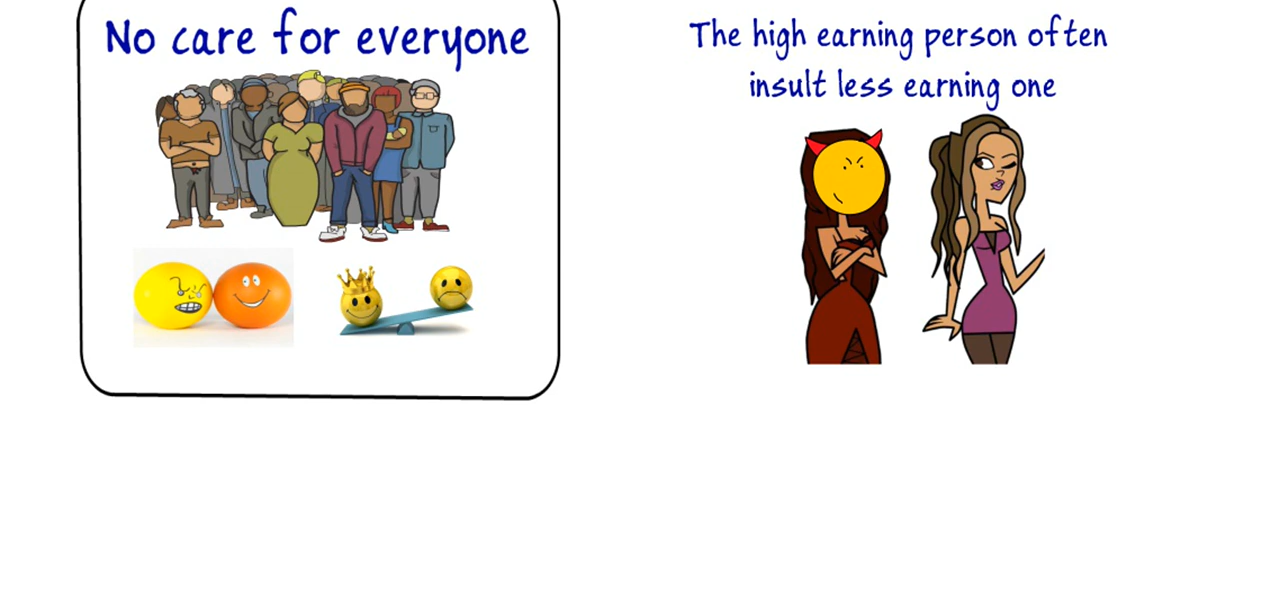 No care for everyone
The high earning person often
insult less earning one